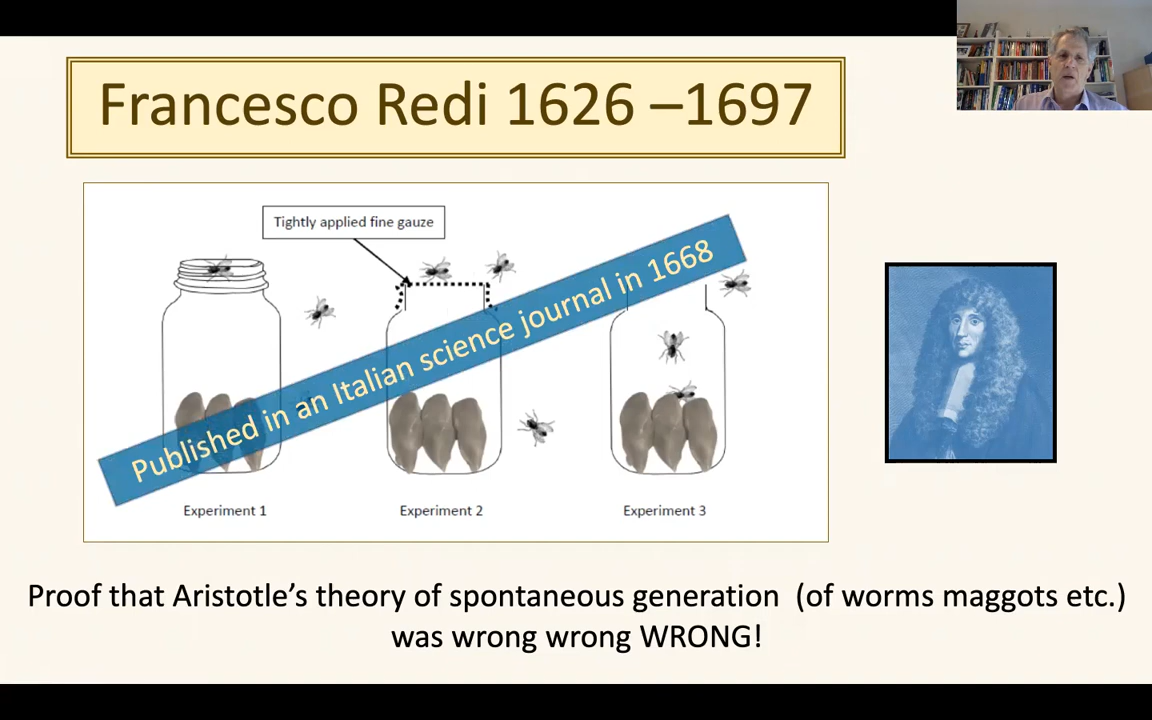 Francesco Redi 1626 –1697
Tightly applied fine gauze
Published in an Italian science journal in 1668
Experiment 1
Experiment 2
Experiment 3
Proof that Aristotle’s theory of spontaneous generation (of worms maggots etc.)
was wrong wrong WRONG!